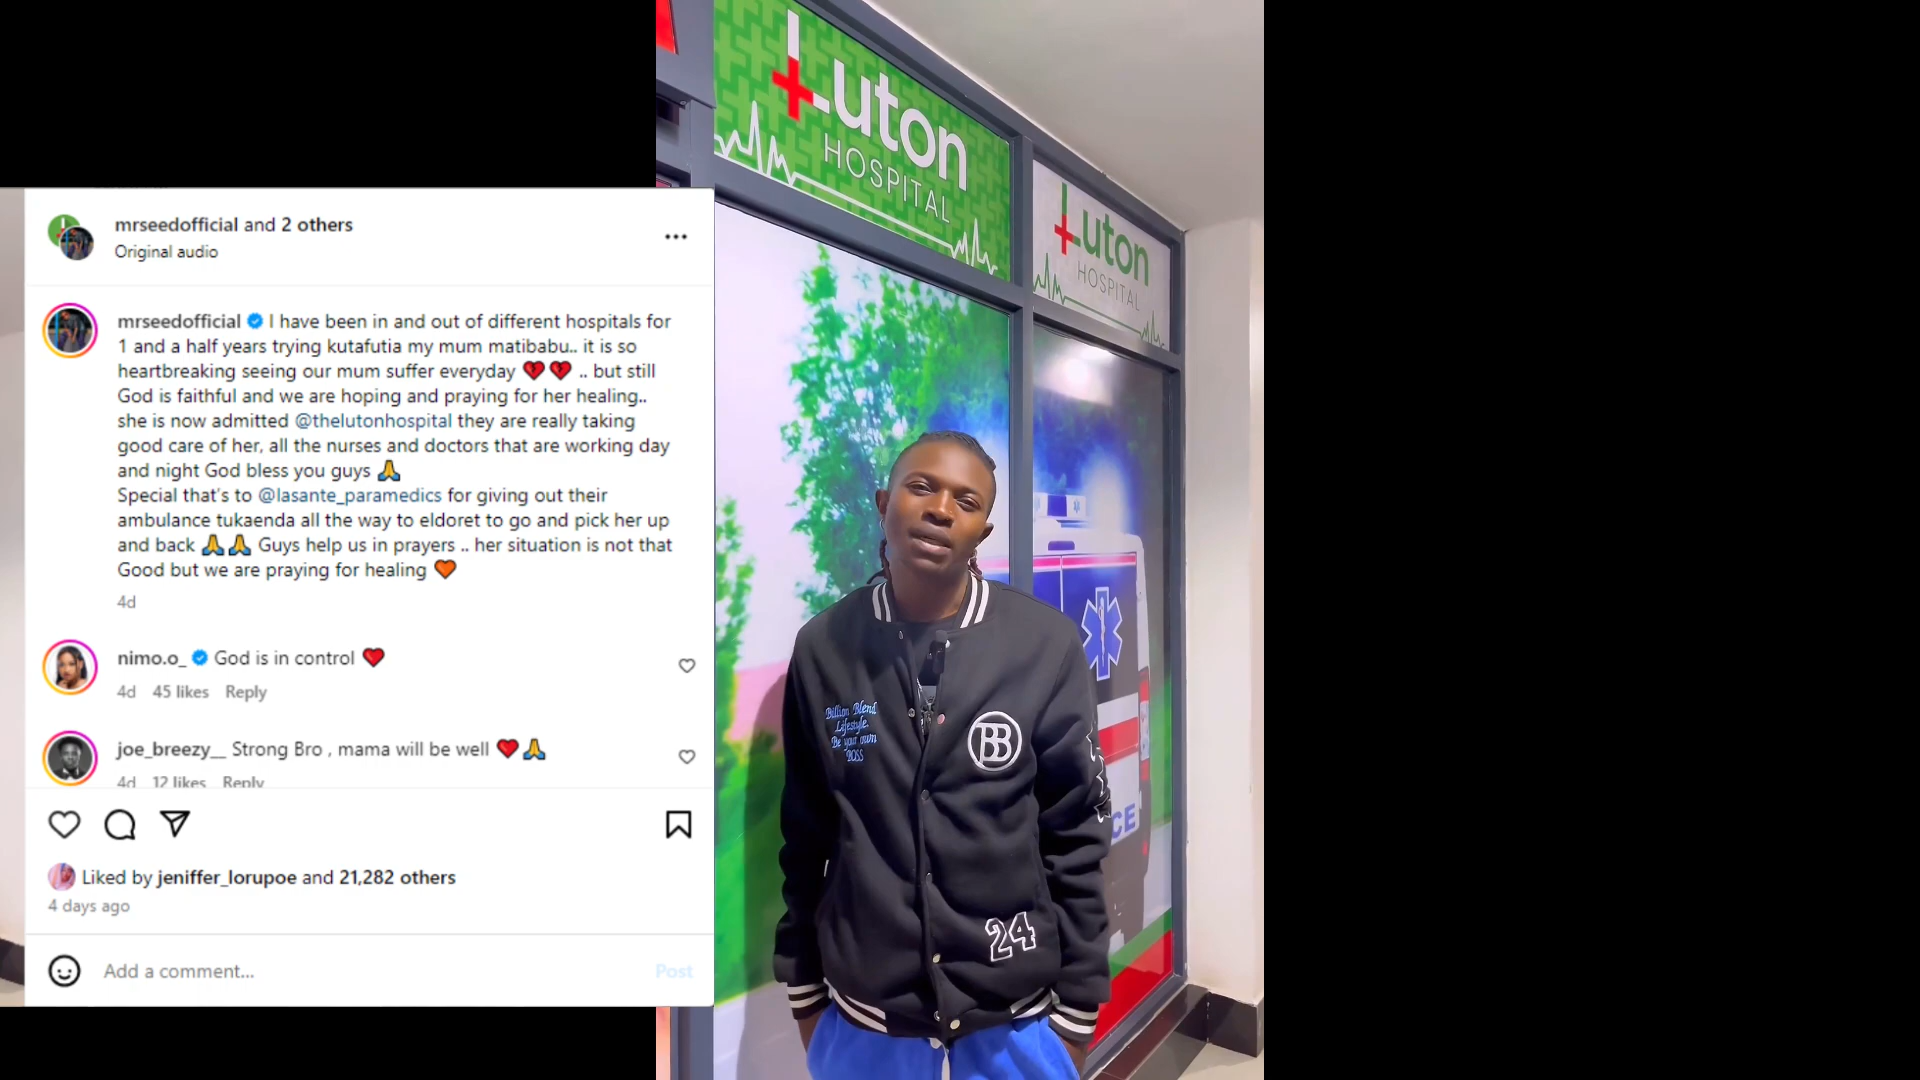 Luton
HOSPITAL
Luton
HOSPITAL
mrseedofficial and 2 others
Original audio
mrseedofficial I have been in and out of different hospitals for
1 and a half years trying kutafutia my mum matibabu.. it is so
heartbreaking seeing our mum suffer everyday 💔💔 .. but still
God is faithful and we are hoping and praying for her healing..
she is now admitted @thelutonhospital they are really taking
good care of her, all the nurses and doctors that are working day
and night God bless you guys 🙏
Special that's to @lasante_paramedics for giving out their
ambulance tukaenda all the way to eldoret to go and pick her up
and back 🙏🙏 Guys help us in prayers .. her situation is not that
Good but we are praying for healing 🧡
4d
nimo.o_ God is in control ❤️
4d 45 likes Reply
joe_breezy__ Strong Bro , mama will be well ❤️🙏
4d 12 likes Reply
Liked by jeniffer_lorupoe and 21,282 others
4 days ago
Add a comment...
Post
Billion Blend
Lifestyle.
Be your own
BOSS
BB
24
CE